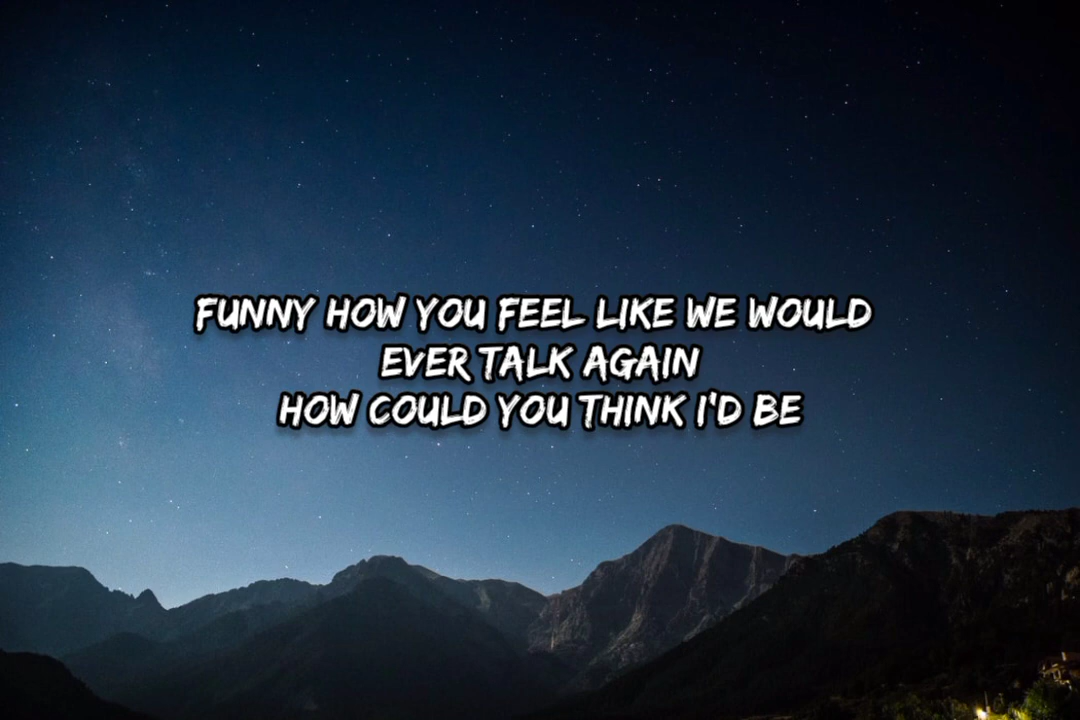 FUNNY HOW YOU FEEL LIKE WE WOULD
EVER TALK AGAIN
HOW COULD YOU THINK I'D BE